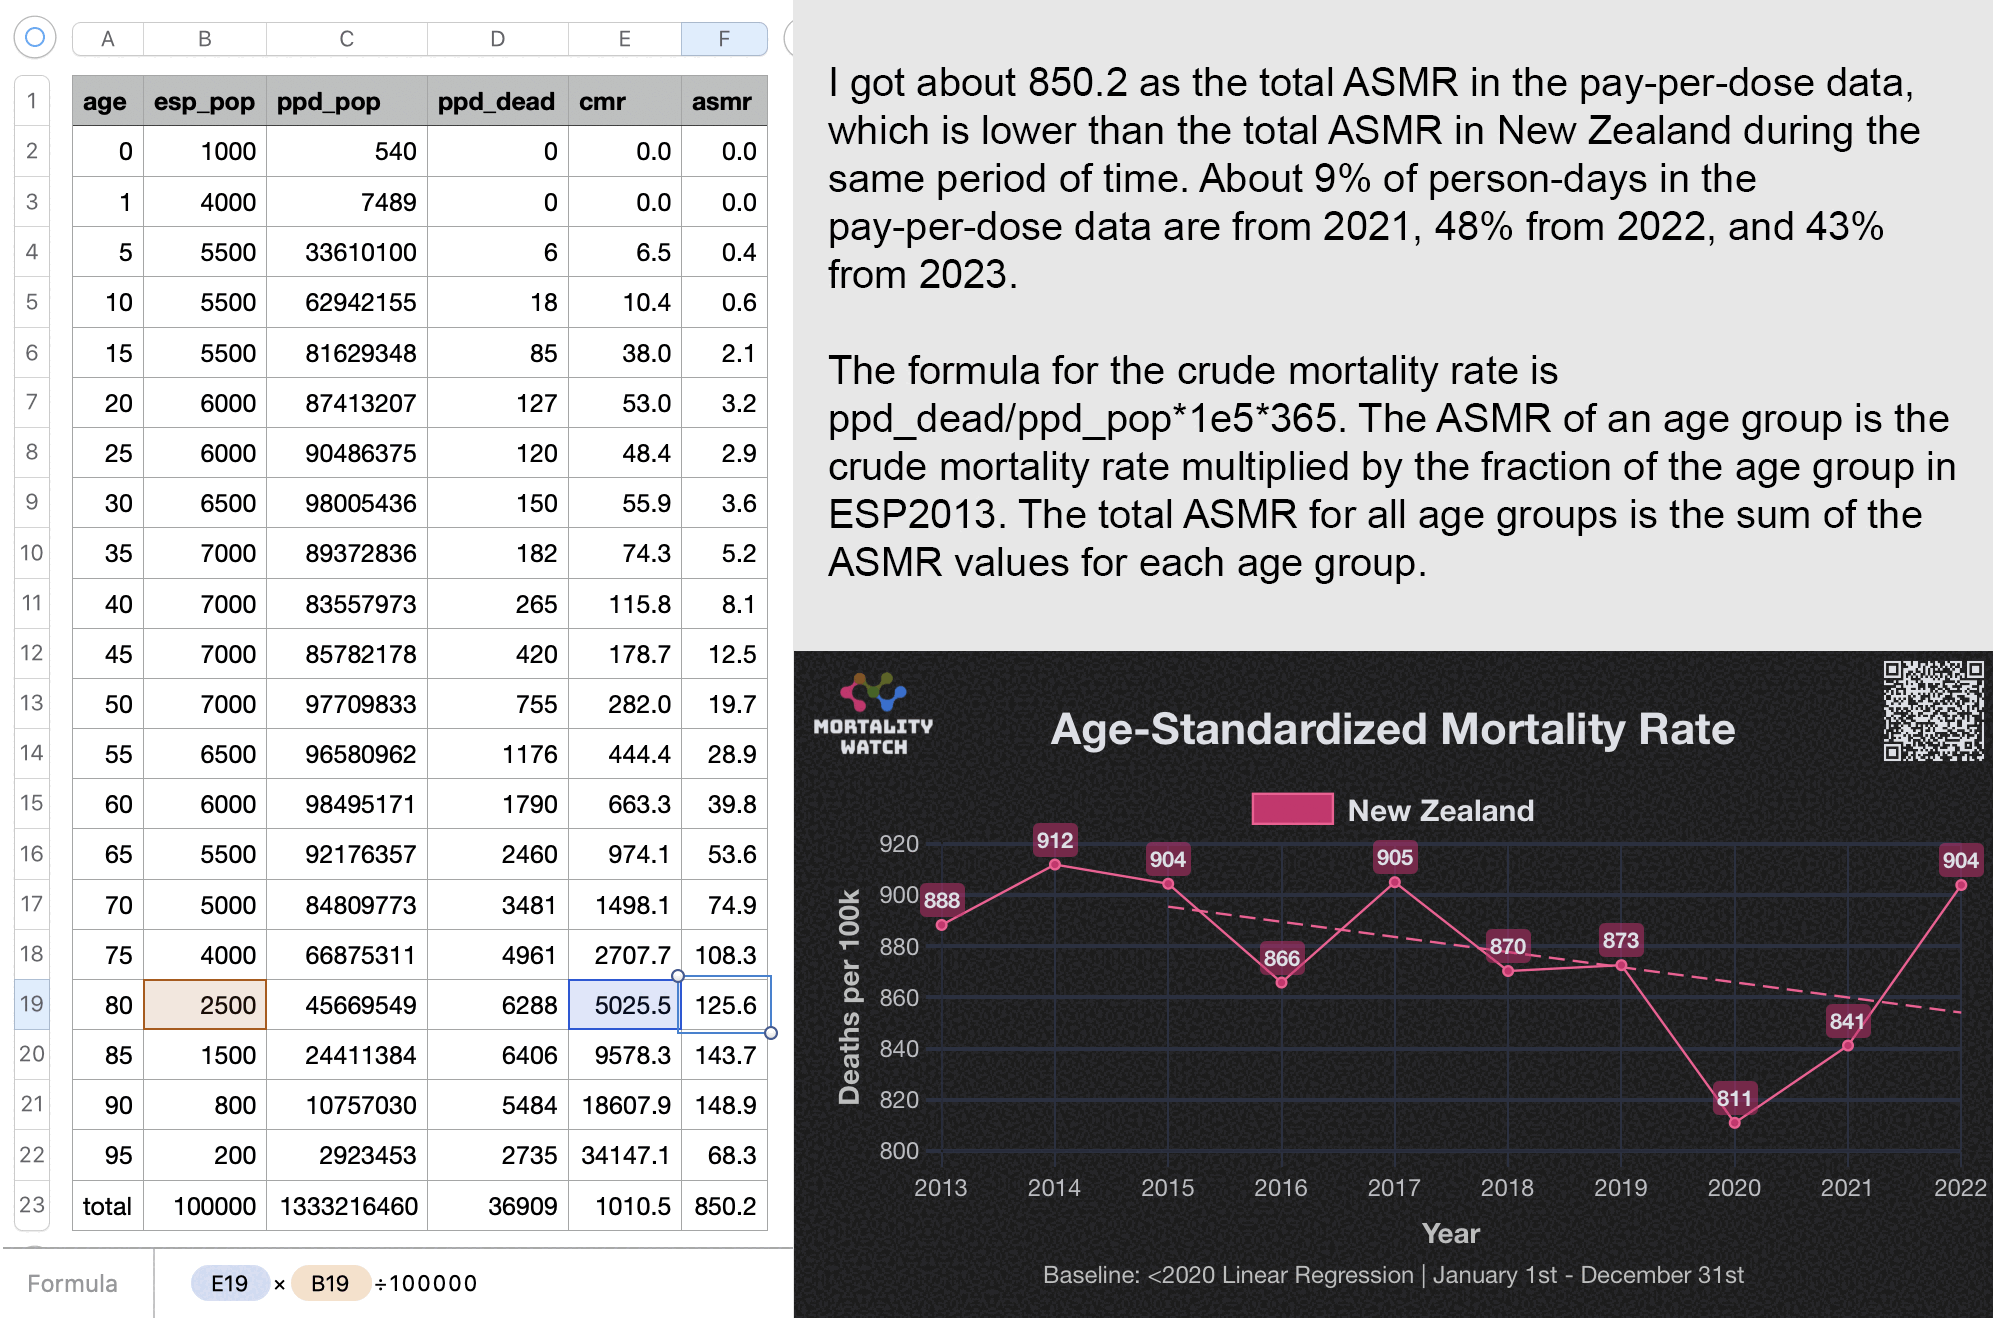 A B C D E F
1 age esp_pop ppd_pop ppd_dead cmr asmr
2 0 1000 540 0 0.0 0.0
3 1 4000 7489 0 0.0 0.0
4 5 5500 33610100 6 6.5 0.4
5 10 5500 62942155 18 10.4 0.6
6 15 5500 81629348 85 38.0 2.1
7 20 6000 87413207 127 53.0 3.2
8 25 6000 90486375 120 48.4 2.9
9 30 6500 98005436 150 55.9 3.6
10 35 7000 89372836 182 74.3 5.2
11 40 7000 83557973 265 115.8 8.1
12 45 7000 85782178 420 178.7 12.5
13 50 7000 97709833 755 282.0 19.7
14 55 6500 96580962 1176 444.4 28.9
15 60 6000 98495171 1790 663.3 39.8
16 65 5500 92176357 2460 974.1 53.6
17 70 5000 84809773 3481 1498.1 74.9
18 75 4000 66875311 4961 2707.7 108.3
19 80 2500 45669549 6288 5025.5 125.6
20 85 1500 24411384 6406 9578.3 143.7
21 90 800 10757030 5484 18607.9 148.9
22 95 200 2923453 2735 34147.1 68.3
23 total 100000 1333216460 36909 1010.5 850.2
Formula E19 × B19 ÷100000
I got about 850.2 as the total ASMR in the pay-per-dose data,
which is lower than the total ASMR in New Zealand during the
same period of time. About 9% of person-days in the
pay-per-dose data are from 2021, 48% from 2022, and 43%
from 2023.
The formula for the crude mortality rate is
ppd_dead/ppd_pop*1e5*365. The ASMR of an age group is the
crude mortality rate multiplied by the fraction of the age group in
ESP2013. The total ASMR for all age groups is the sum of the
ASMR values for each age group.
MORTALITY
WATCH
Age-Standardized Mortality Rate
New Zealand
Deaths per 100k
920
900
880
860
840
820
800
888
912
904
866
905
870
873
811
841
904
2013 2014 2015 2016 2017 2018 2019 2020 2021 2022
Year
Baseline: <2020 Linear Regression | January 1st - December 31st